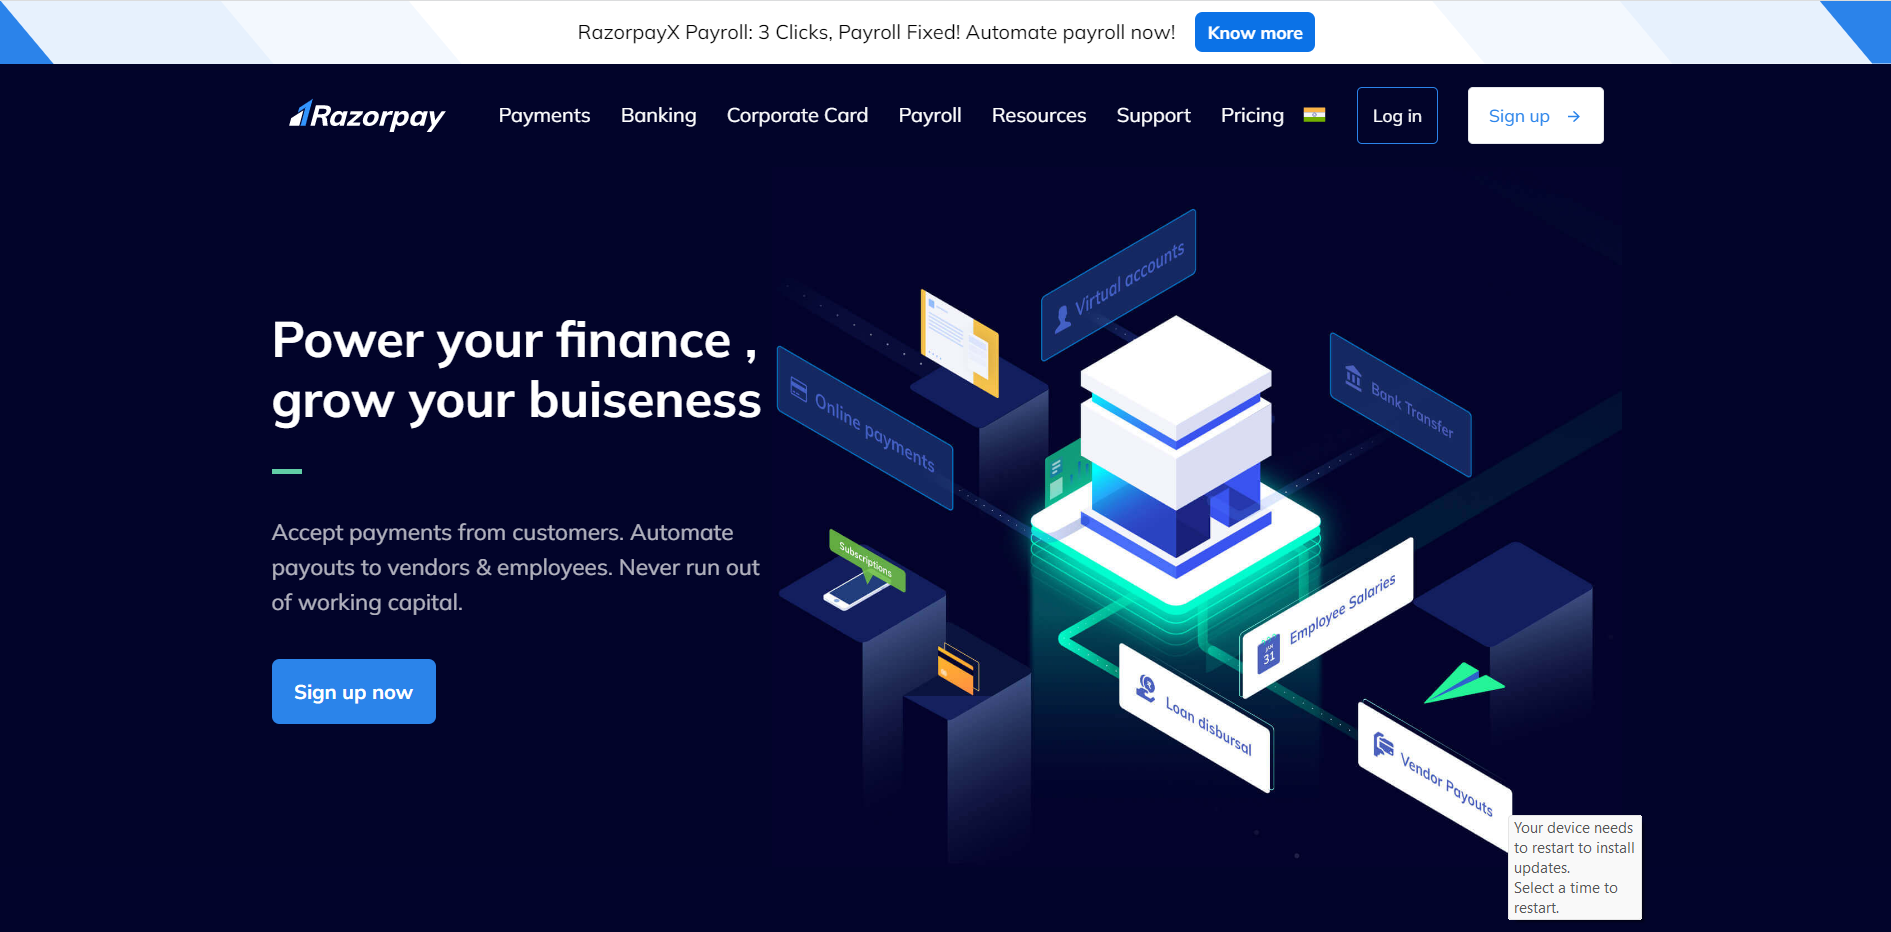 RazorpayX Payroll: 3 Clicks, Payroll Fixed! Automate payroll now!
Know more
Razorpay
Payments
Banking
Corporate Card
Payroll
Resources
Support
Pricing
Log in
Sign up
Power your finance ,
grow your buiseness
Accept payments from customers. Automate
payouts to vendors & employees. Never run out
of working capital.
Sign up now
Virtual accounts
Online payments
Bank Transfer
Subscriptions
JAN
31
Employee Salaries
Loan disbursal
Vendor Payouts
Your device needs
to restart to install
updates.
Select a time to
restart.